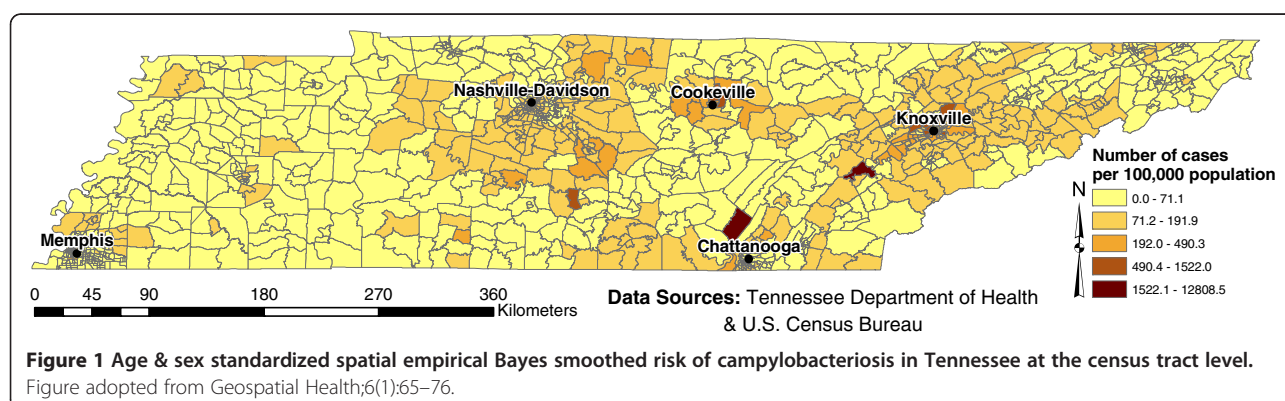 Nashville-Davidson
Cookeville
Knoxville
Memphis
Chattanooga
N
Number of cases
per 100,000 population
0.0 - 71.1
71.2 - 191.9
192.0 - 490.3
490.4 - 1522.0
1522.1 - 12808.5
0 45 90 180 270 360
Kilometers
Data Sources: Tennessee Department of Health
& U.S. Census Bureau
Figure 1 Age & sex standardized spatial empirical Bayes smoothed risk of campylobacteriosis in Tennessee at the census tract level.
Figure adopted from Geospatial Health;6(1):65–76.